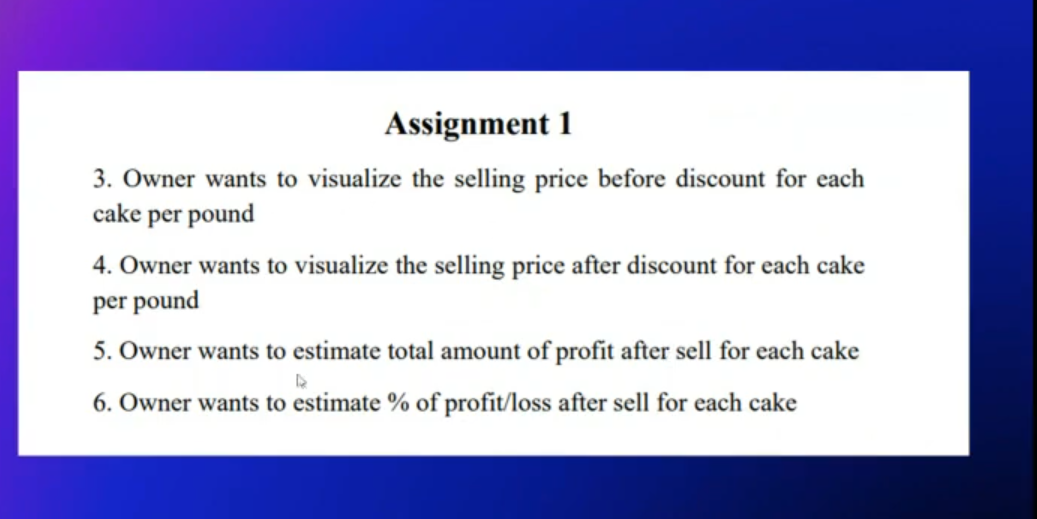 Assignment 1
3. Owner wants to visualize the selling price before discount for each
cake per pound
4. Owner wants to visualize the selling price after discount for each cake
per pound
5. Owner wants to estimate total amount of profit after sell for each cake
6. Owner wants to estimate % of profit/loss after sell for each cake